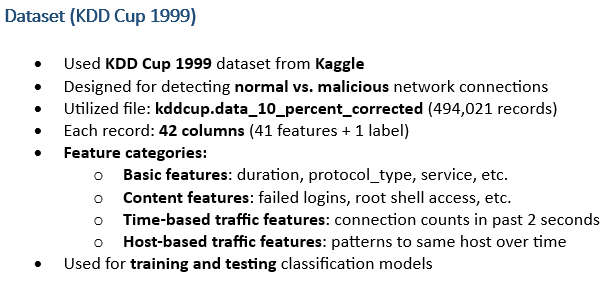 Dataset (KDD Cup 1999)
• Used KDD Cup 1999 dataset from Kaggle
• Designed for detecting normal vs. malicious network connections
• Utilized file: kddcup.data_10_percent_corrected (494,021 records)
• Each record: 42 columns (41 features + 1 label)
• Feature categories:
o Basic features: duration, protocol_type, service, etc.
o Content features: failed logins, root shell access, etc.
o Time-based traffic features: connection counts in past 2 seconds
o Host-based traffic features: patterns to same host over time
• Used for training and testing classification models